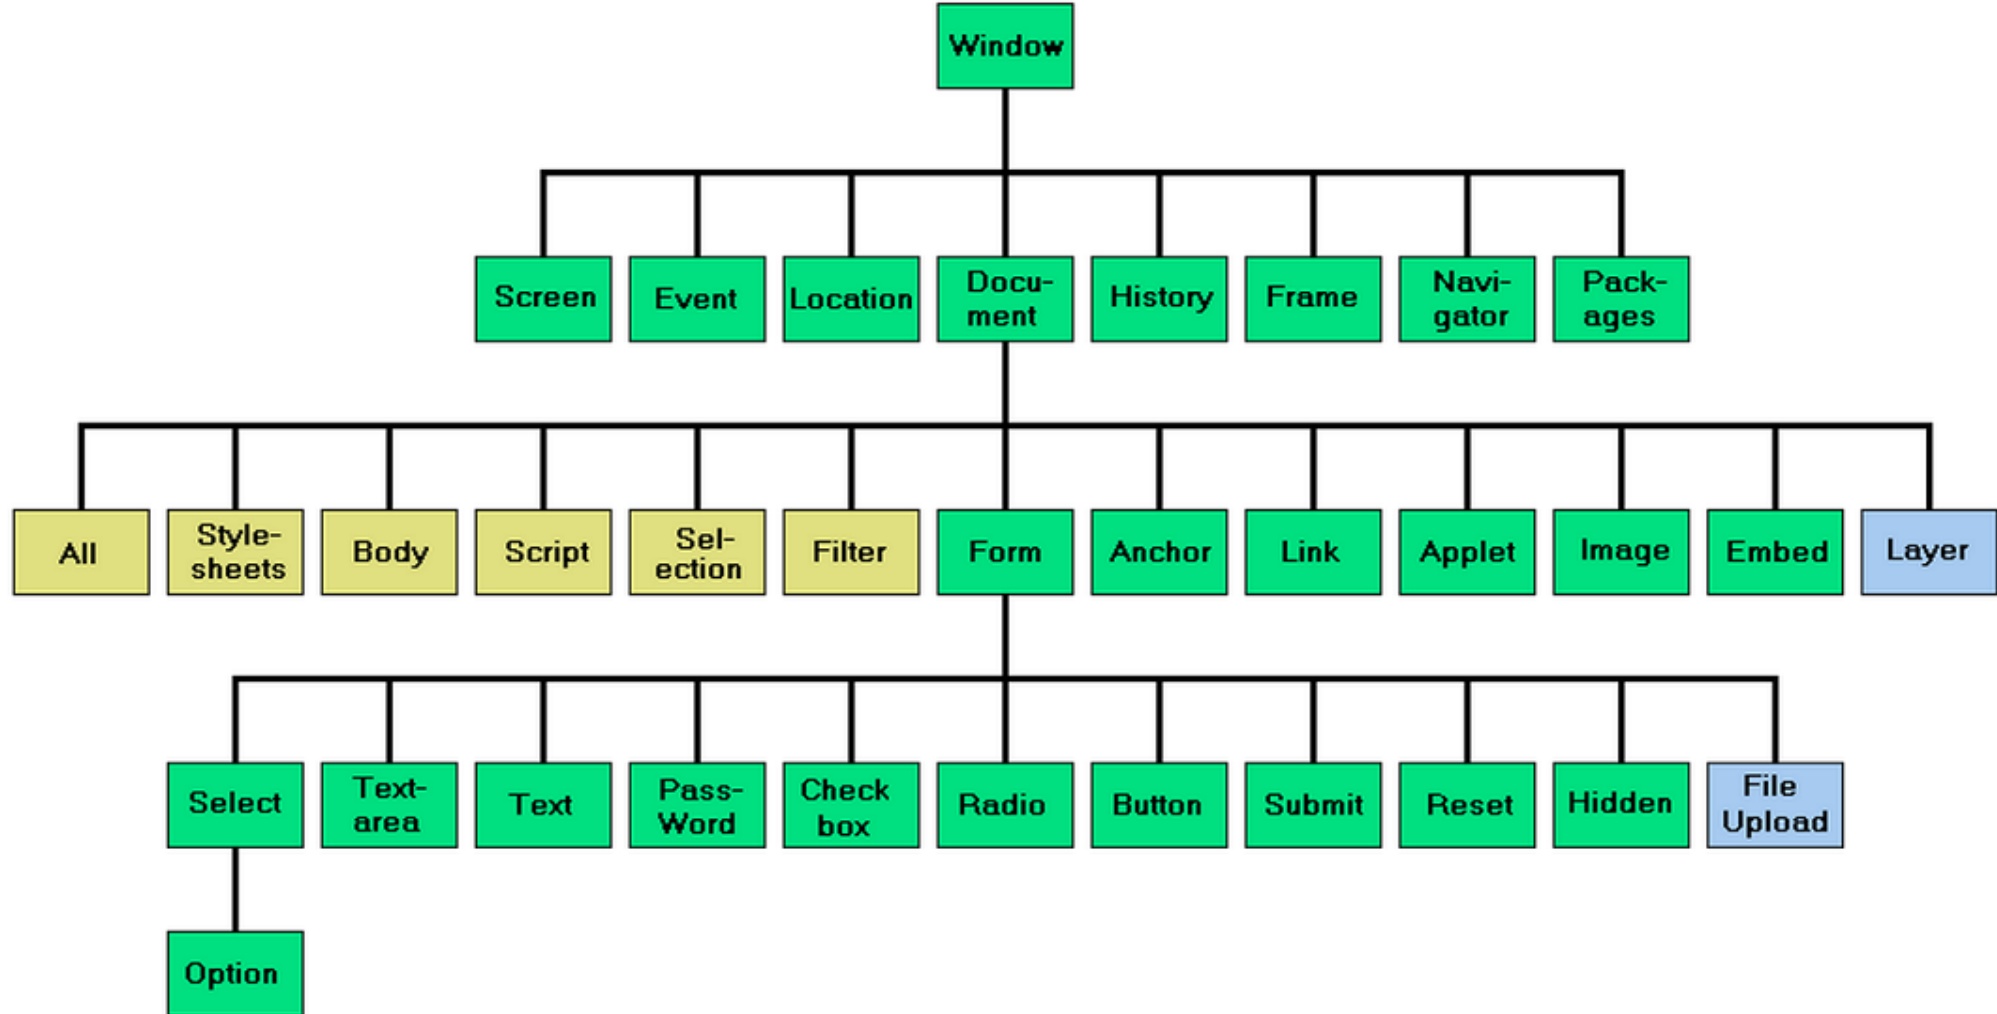 Window
Screen
Event
Location
Docu-
ment
History
Frame
Navi-
gator
Pack-
ages
All
Style-
sheets
Body
Script
Sel-
ection
Filter
Form
Anchor
Link
Applet
Image
Embed
Layer
Select
Text-
area
Text
Pass-
Word
Check
box
Radio
Button
Submit
Reset
Hidden
File
Upload
Option